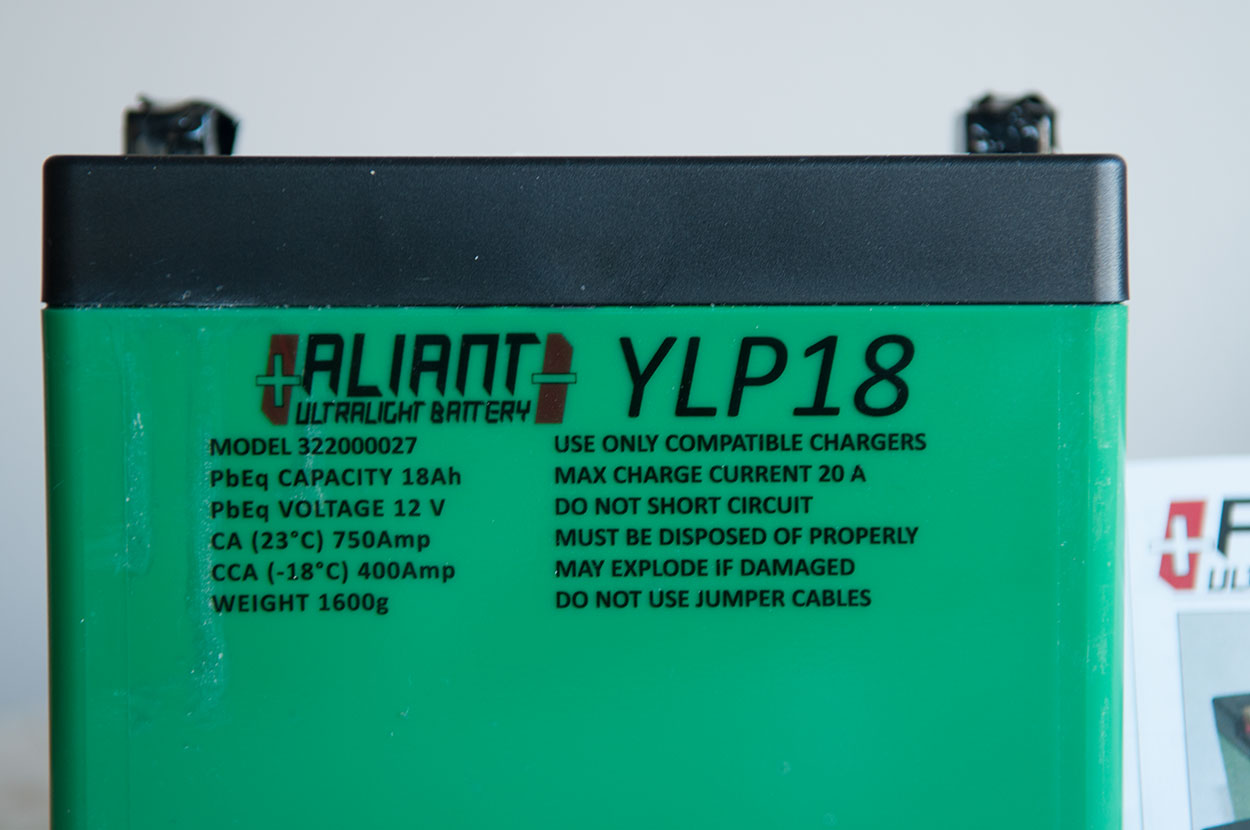 ALIANT
ULTRALIGHT BATTERY
YLP18
MODEL 322000027
PbEq CAPACITY 18Ah
PbEq VOLTAGE 12 V
CA (23°C) 750Amp
CCA (-18°C) 400Amp
WEIGHT 1600g
USE ONLY COMPATIBLE CHARGERS
MAX CHARGE CURRENT 20 A
DO NOT SHORT CIRCUIT
MUST BE DISPOSED OF PROPERLY
MAY EXPLODE IF DAMAGED
DO NOT USE JUMPER CABLES